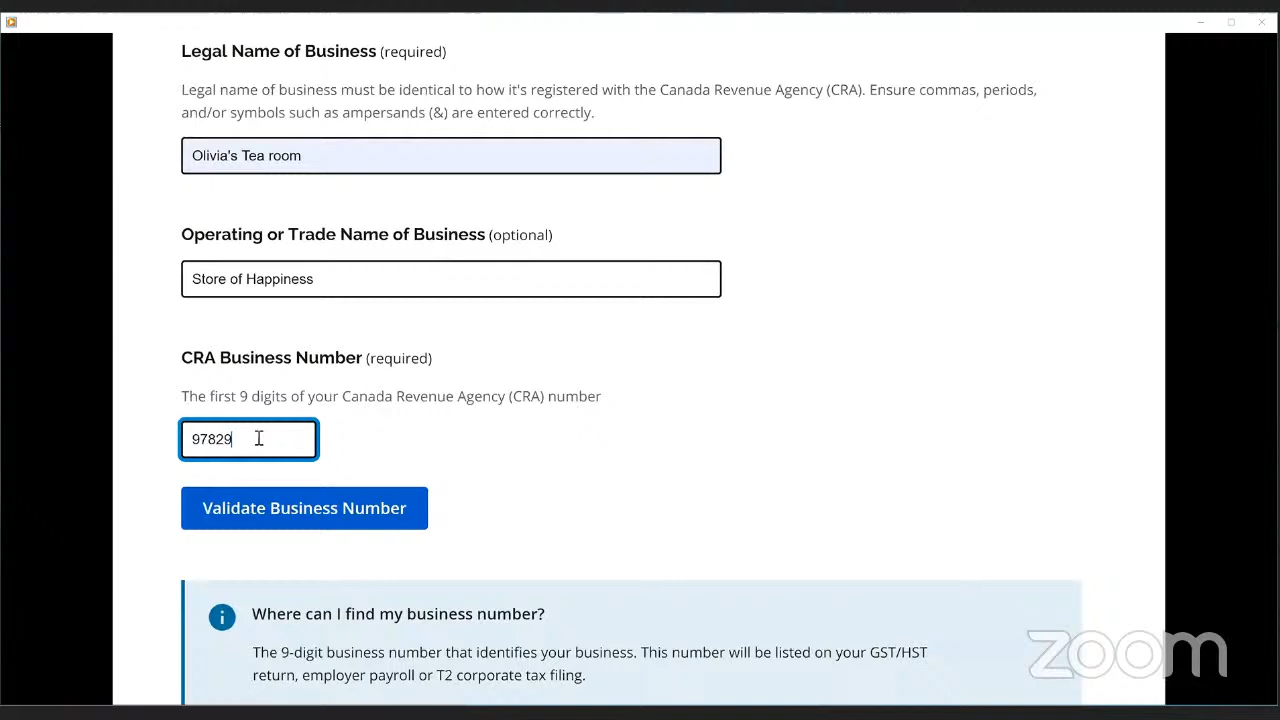 Legal Name of Business (required)
Legal name of business must be identical to how it's registered with the Canada Revenue Agency (CRA). Ensure commas, periods,
and/or symbols such as ampersands (&) are entered correctly.
Olivia's Tea room
Operating or Trade Name of Business (optional)
Store of Happiness
CRA Business Number (required)
The first 9 digits of your Canada Revenue Agency (CRA) number
97829
Validate Business Number
Where can I find my business number?
The 9-digit business number that identifies your business. This number will be listed on your GST/HST
return, employer payroll or T2 corporate tax filing.
zoom